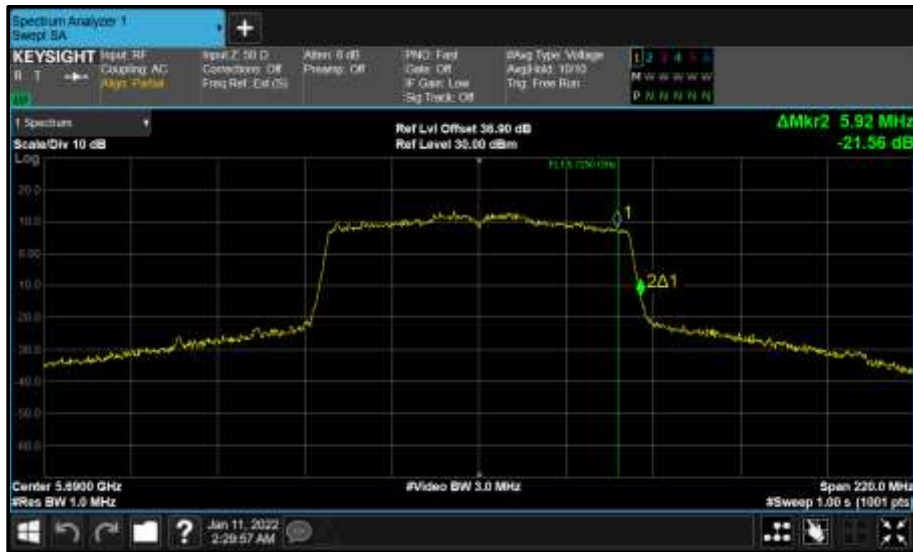 Spectrum Analyzer 1
Swept SA
+
KEYSIGHT
R T
Input: RF
Coupling: AC
Align: Partial
Input Z: 50 Ω
Corrections: Off
Freq Ref: Ext (S)
Atten: 6 dB
Preamp: Off
PNO: Fast
Gate: Off
IF Gain: Low
Sig Track: Off
#Avg Type: Voltage
Avg|Hold: 10/10
Trig: Free Run
1 2 3 4 5 6
M W W W W W
P N N N N N
1 Spectrum
Scale/Div 10 dB
Ref Lvl Offset 36.90 dB
Ref Level 30.00 dBm
ΔMkr2 5.92 MHz
-21.56 dB
Log
20.0
10.0
0.00
-10.0
-20.0
-30.0
-40.0
-50.0
-60.0
1
2Δ1
Center 5.6900 GHz
#Res BW 1.0 MHz
#Video BW 3.0 MHz
Span 220.0 MHz
#Sweep 1.00 s (1001 pts)
?
Jan 11, 2022
2:29:57 AM